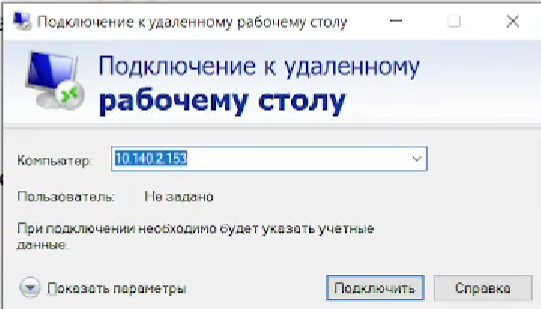 Подключение к удаленному рабочему столу
Подключение к удаленному
рабочему столу
Компьютер:
10.140.2.153
Пользователь:
Не задано
При подключении необходимо будет указать учетные
данные.
Показать параметры
Подключить
Справка